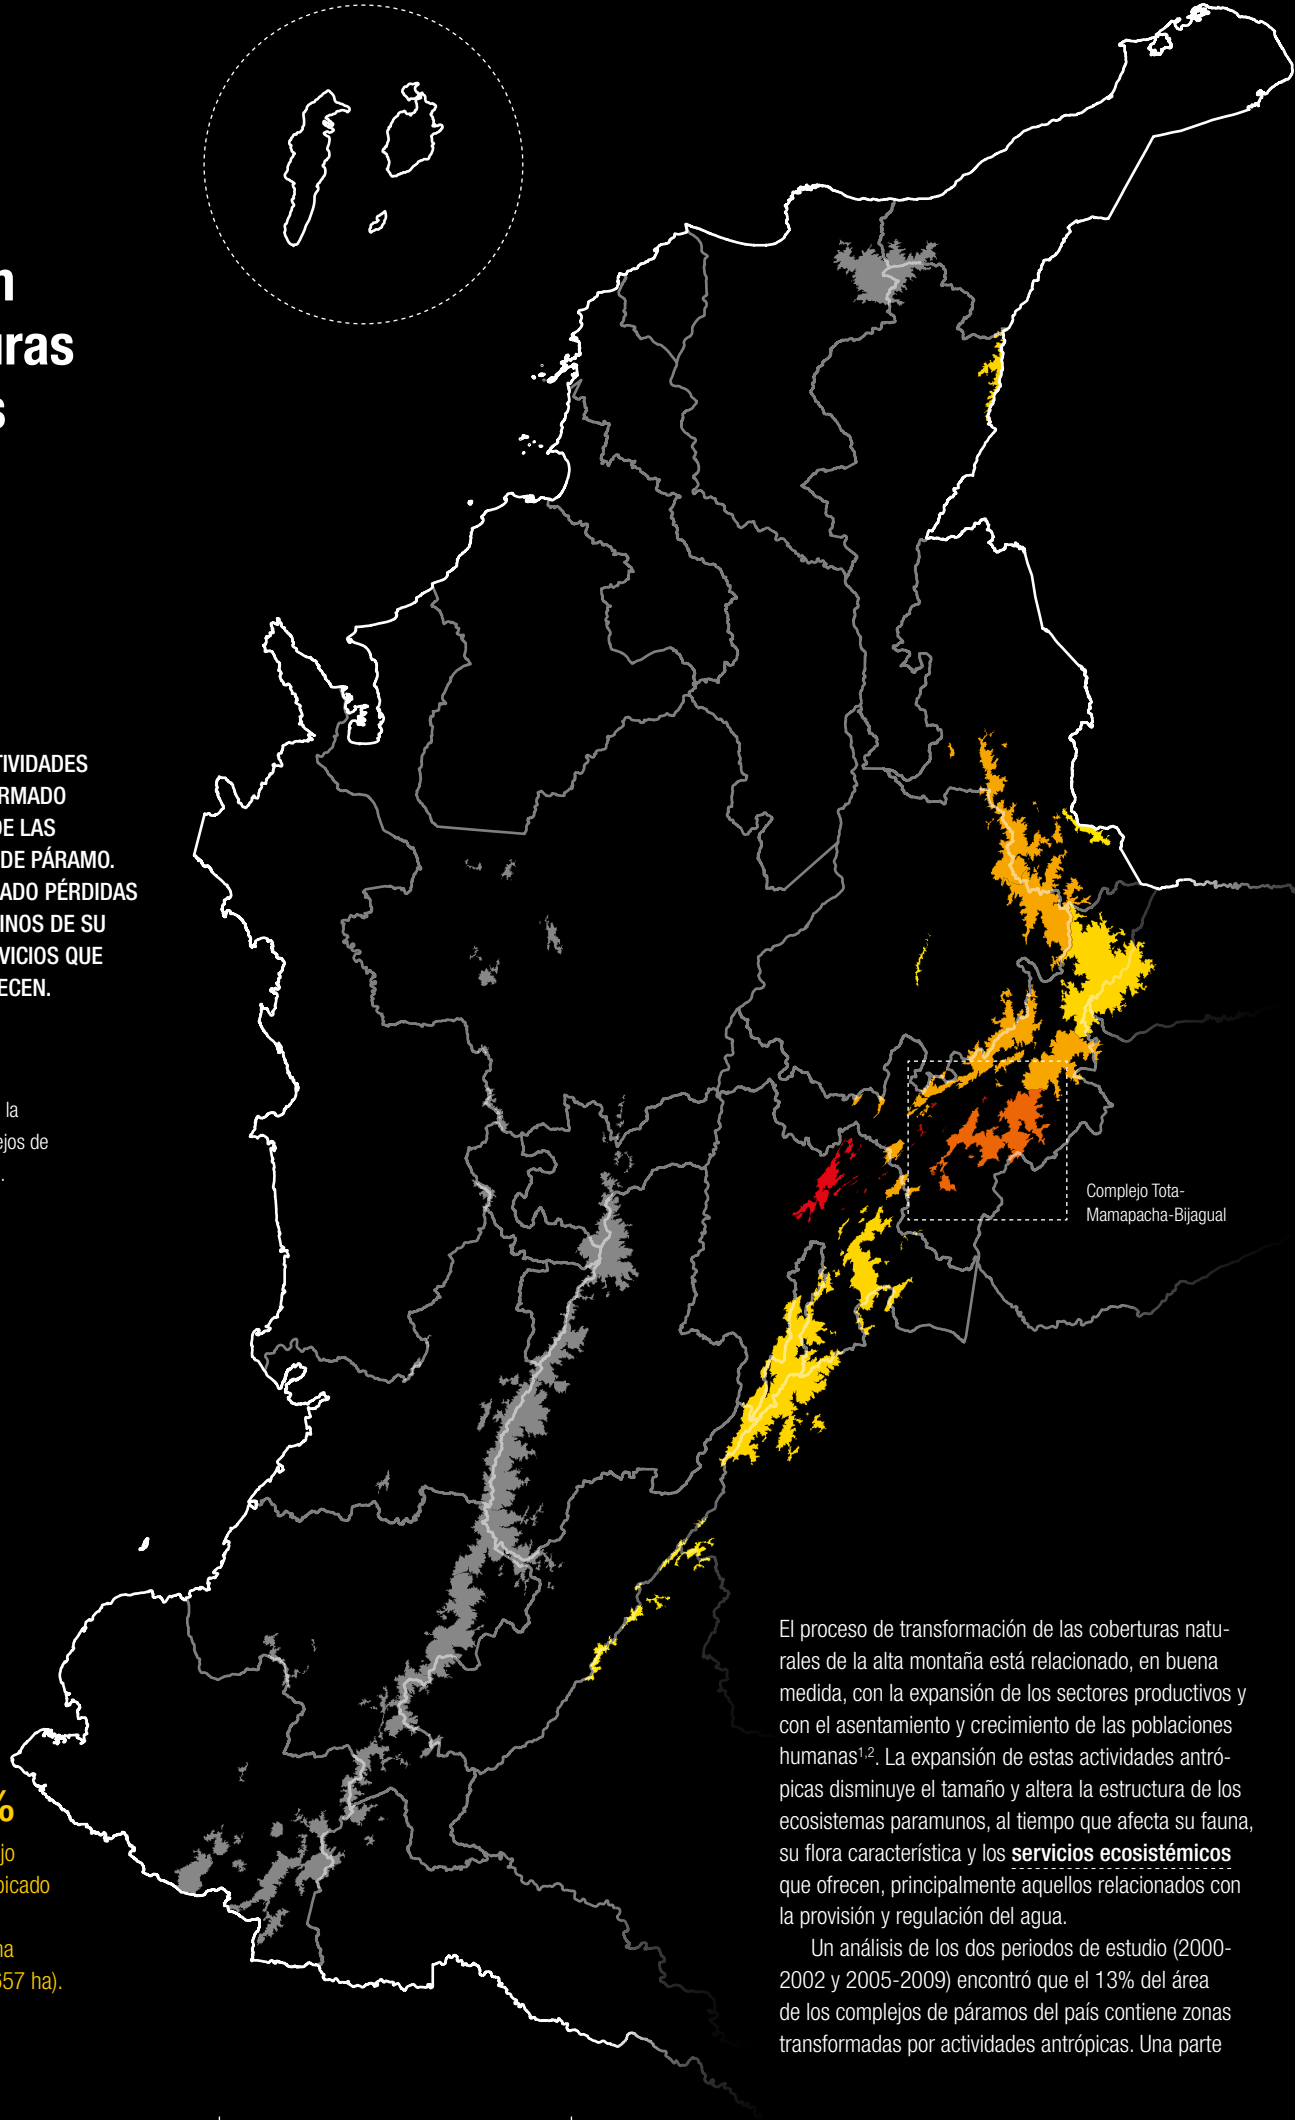 n
uras
s
TIVIDADES
RMADO
DE LAS
DE PÁRAMO.
ADO PÉRDIDAS
INOS DE SU
VICIOS QUE
ECEN.
la
ejos de
.
Complejo Tota-
Mamapacha-Bijagual
%
ejo
bicado
na
657 ha).
El proceso de transformación de las coberturas natu-
rales de la alta montaña está relacionado, en buena
medida, con la expansión de los sectores productivos y
con el asentamiento y crecimiento de las poblaciones
humanas1,2. La expansión de estas actividades antró-
picas disminuye el tamaño y altera la estructura de los
ecosistemas paramunos, al tiempo que afecta su fauna,
su flora característica y los servicios ecosistémicos
que ofrecen, principalmente aquellos relacionados con
la provisión y regulación del agua.
Un análisis de los dos periodos de estudio (2000-
2002 y 2005-2009) encontró que el 13% del área
de los complejos de páramos del país contiene zonas
transformadas por actividades antrópicas. Una parte